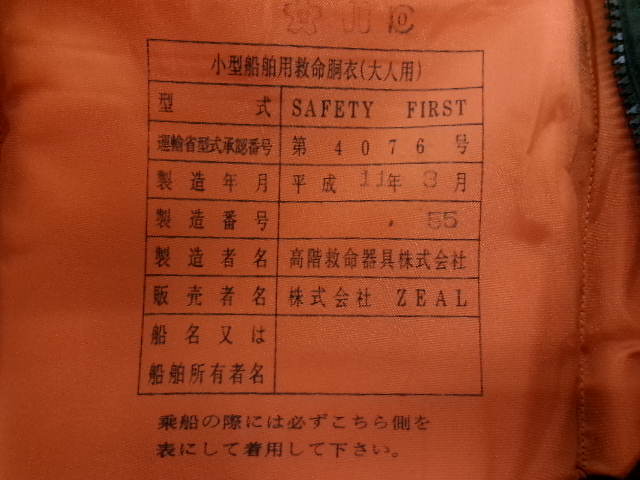 小型船舶用救命胴衣(大人用)
型 式 SAFETY FIRST
運輸省型式承認番号 第 4076 号
製造年月 平成 11年 3月
製造番号 55
製造者名 高階救命器具株式会社
販売者名 株式会社 ZEAL
船名又は
船舶所有者名
乗船の際には必ずこちら側を
表にして着用して下さい。